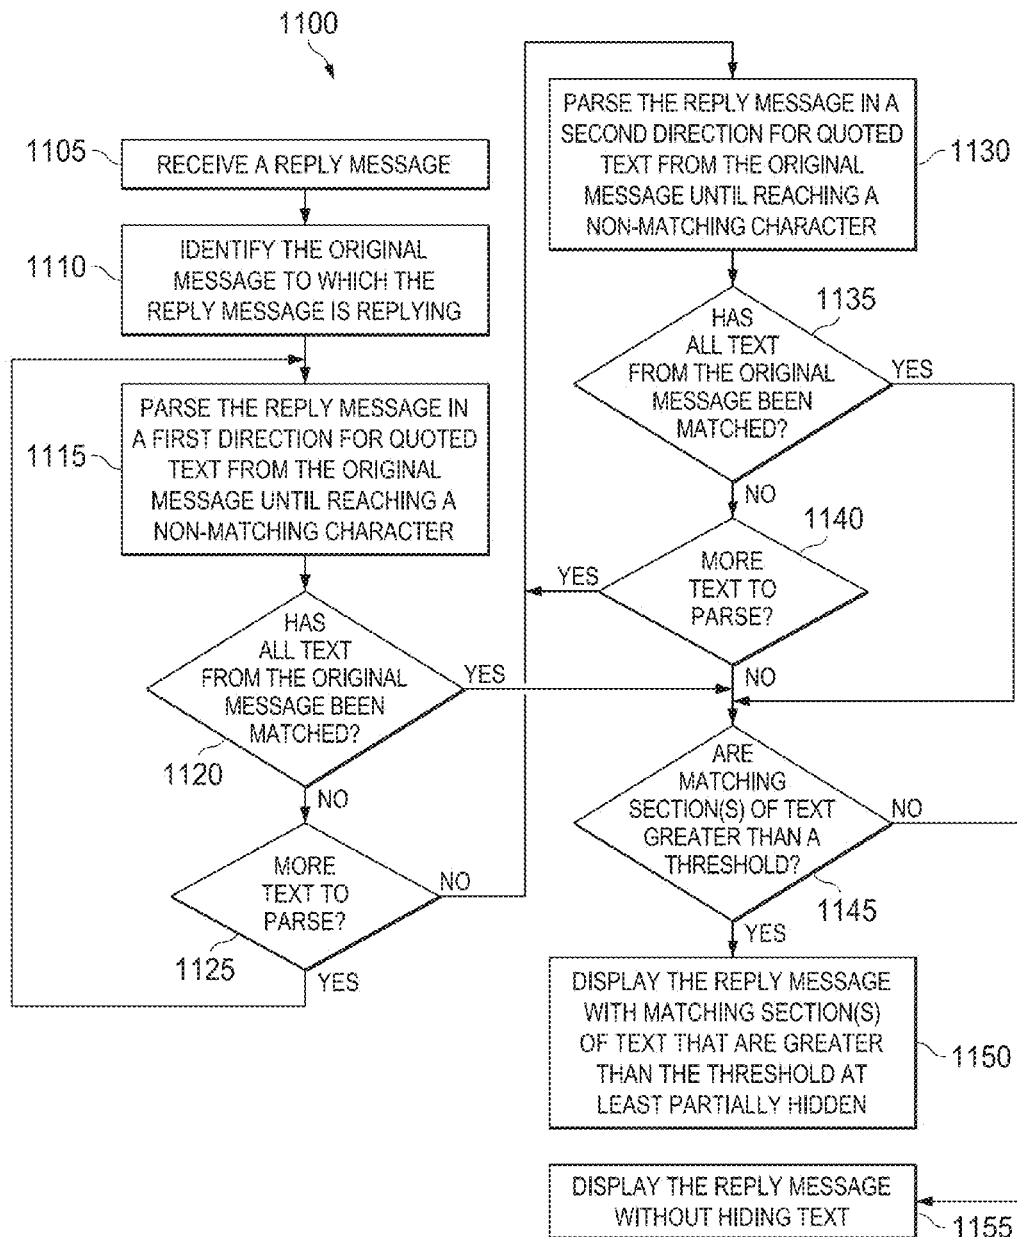 1100
1105
RECEIVE A REPLY MESSAGE
1110
IDENTIFY THE ORIGINAL
MESSAGE TO WHICH THE
REPLY MESSAGE IS REPLYING
1115
PARSE THE REPLY MESSAGE IN
A FIRST DIRECTION FOR QUOTED
TEXT FROM THE ORIGINAL
MESSAGE UNTIL REACHING A
NON-MATCHING CHARACTER
HAS
ALL TEXT
FROM THE ORIGINAL
MESSAGE BEEN
MATCHED?
YES
1120
NO
MORE
TEXT TO
PARSE?
NO
1125
YES
PARSE THE REPLY MESSAGE IN A
SECOND DIRECTION FOR QUOTED
TEXT FROM THE ORIGINAL
MESSAGE UNTIL REACHING A
NON-MATCHING CHARACTER
1130
1135
HAS
ALL TEXT
FROM THE ORIGINAL
MESSAGE BEEN
MATCHED?
YES
NO
1140
MORE
TEXT TO
PARSE?
YES
NO
ARE
MATCHING
SECTION(S) OF TEXT
GREATER THAN A
THRESHOLD?
NO
1145
YES
DISPLAY THE REPLY MESSAGE
WITH MATCHING SECTION(S)
OF TEXT THAT ARE GREATER
THAN THE THRESHOLD AT
LEAST PARTIALLY HIDDEN
1150
DISPLAY THE REPLY MESSAGE
WITHOUT HIDING TEXT
1155